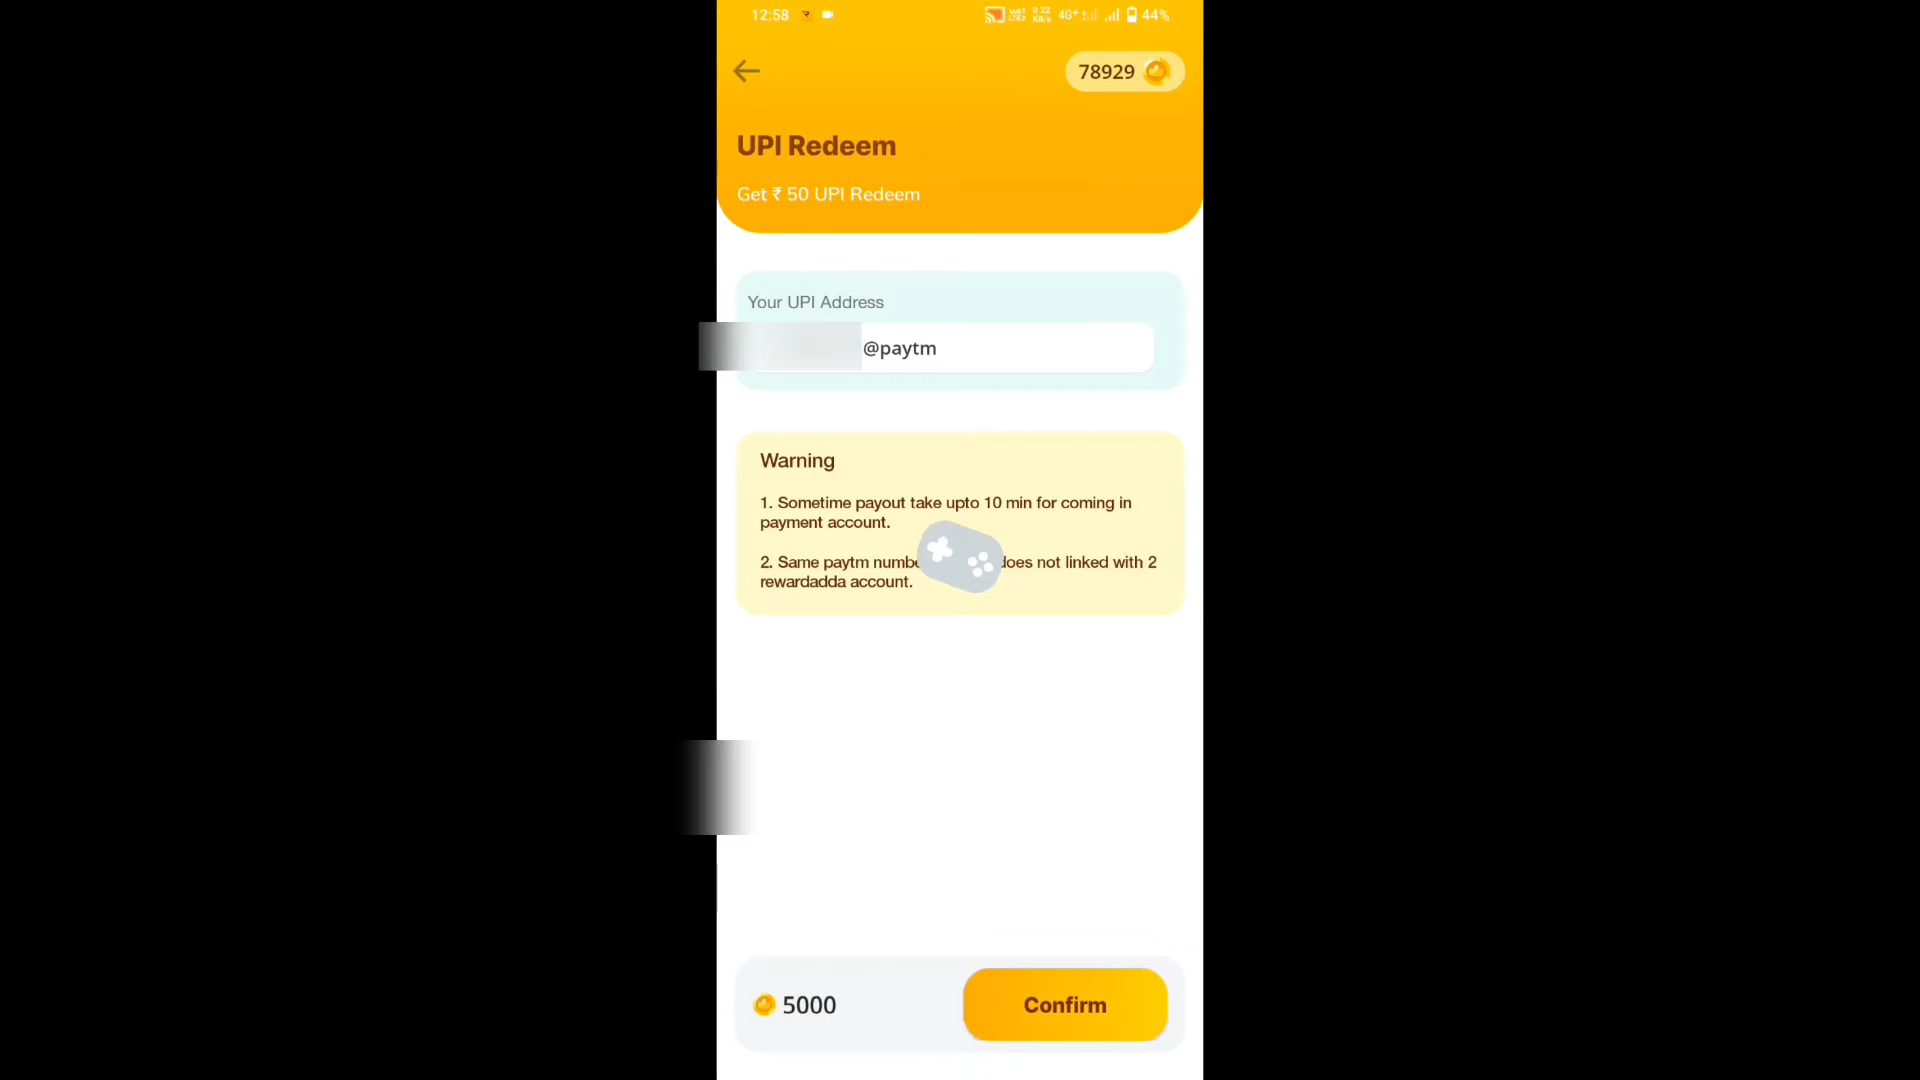 12:58
4G+ 44%
78929
UPI Redeem
Get ₹ 50 UPI Redeem
Your UPI Address
@paytm
Warning
1. Sometime payout take upto 10 min for coming in
payment account.
2. Same paytm does not linked with 2
rewardadda account.
5000
Confirm